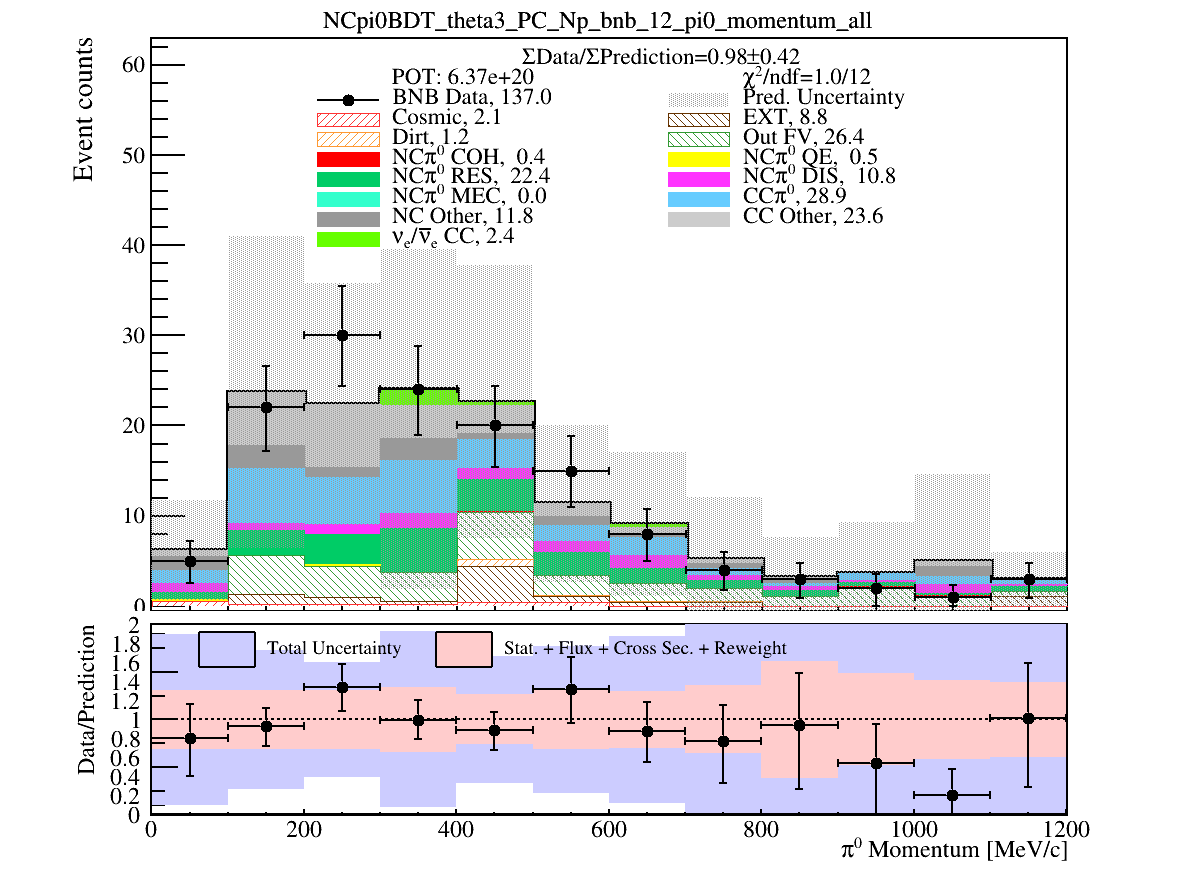 NCpi0BDT_theta3_PC_Np_bnb_12_pi0_momentum_all
ΣData/ΣPrediction=0.98±0.42
POT: 6.37e+20
χ²/ndf=1.0/12
BNB Data, 137.0
Pred. Uncertainty
Cosmic, 2.1
EXT, 8.8
Dirt, 1.2
Out FV, 26.4
NCπ⁰ COH, 0.4
NCπ⁰ QE, 0.5
NCπ⁰ RES, 22.4
NCπ⁰ DIS, 10.8
NCπ⁰ MEC, 0.0
CCπ⁰, 28.9
NC Other, 11.8
CC Other, 23.6
νₑ/ν̅ₑ CC, 2.4
Event counts
60
50
40
30
20
10
0
Total Uncertainty
Stat. + Flux + Cross Sec. + Reweight
Data/Prediction
2
1.8
1.6
1.4
1.2
1
0.8
0.6
0.4
0.2
0
0 200 400 600 800 1000 1200
π⁰ Momentum [MeV/c]